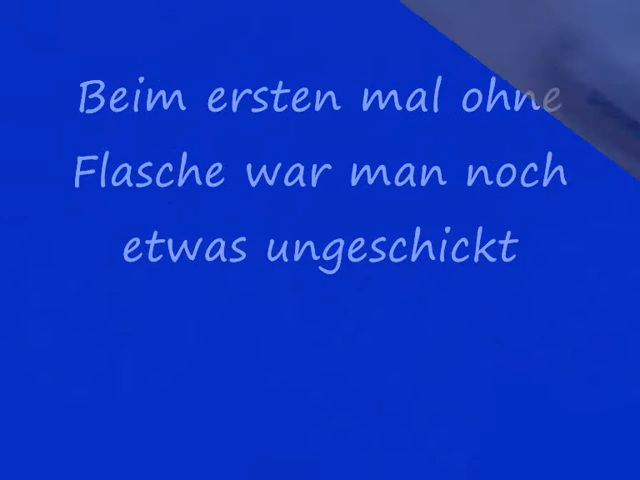 Beim ersten mal ohne
Flasche war man noch
etwas ungeschickt